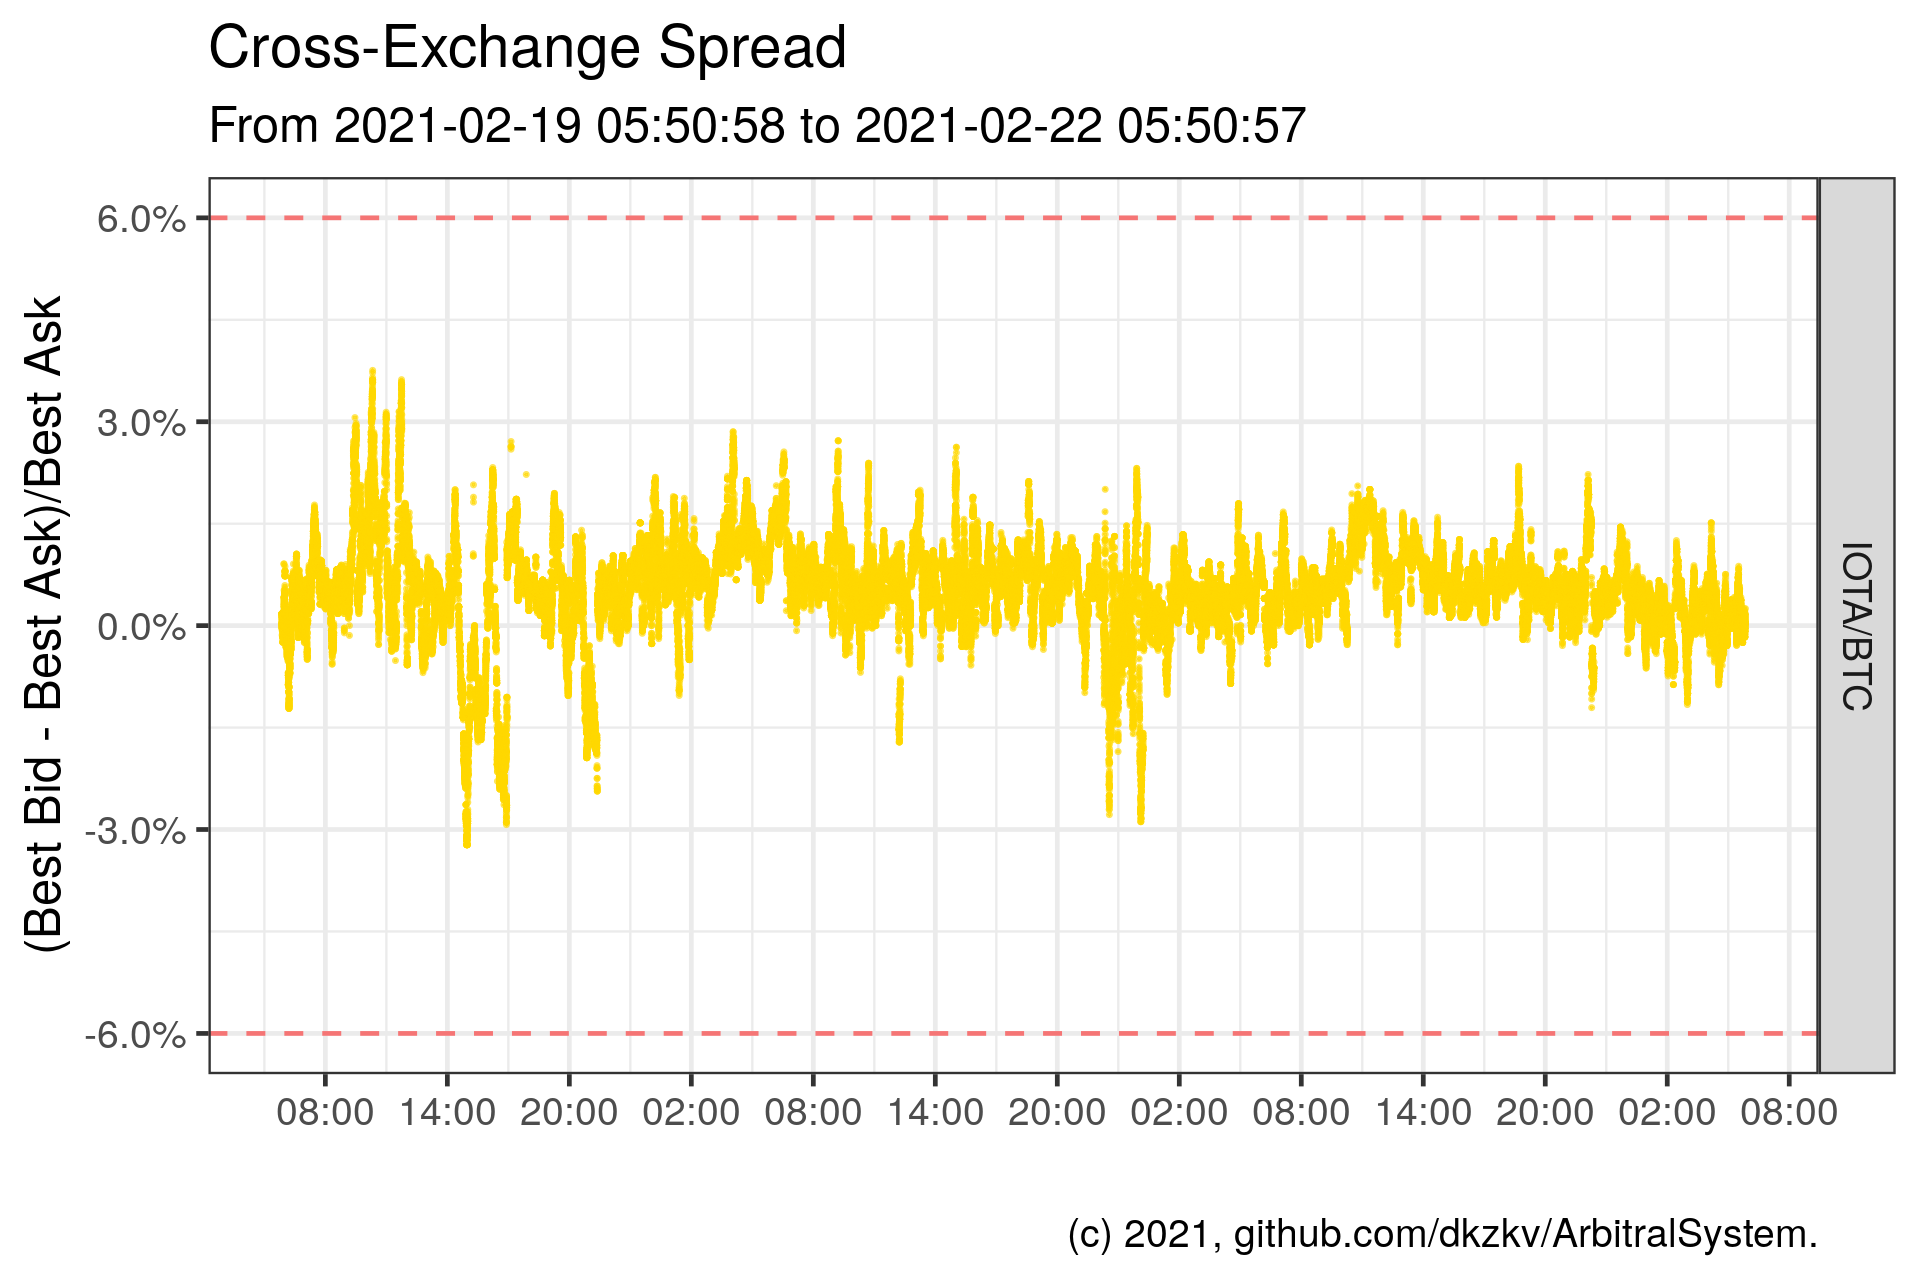 Cross-Exchange Spread
From 2021-02-19 05:50:58 to 2021-02-22 05:50:57
(Best Bid - Best Ask)/Best Ask
6.0%
3.0%
0.0%
-3.0%
-6.0%
IOTA/BTC
08:00 14:00 20:00 02:00 08:00 14:00 20:00 02:00 08:00 14:00 20:00 02:00 08:00
(c) 2021, github.com/dkzkv/ArbitralSystem.